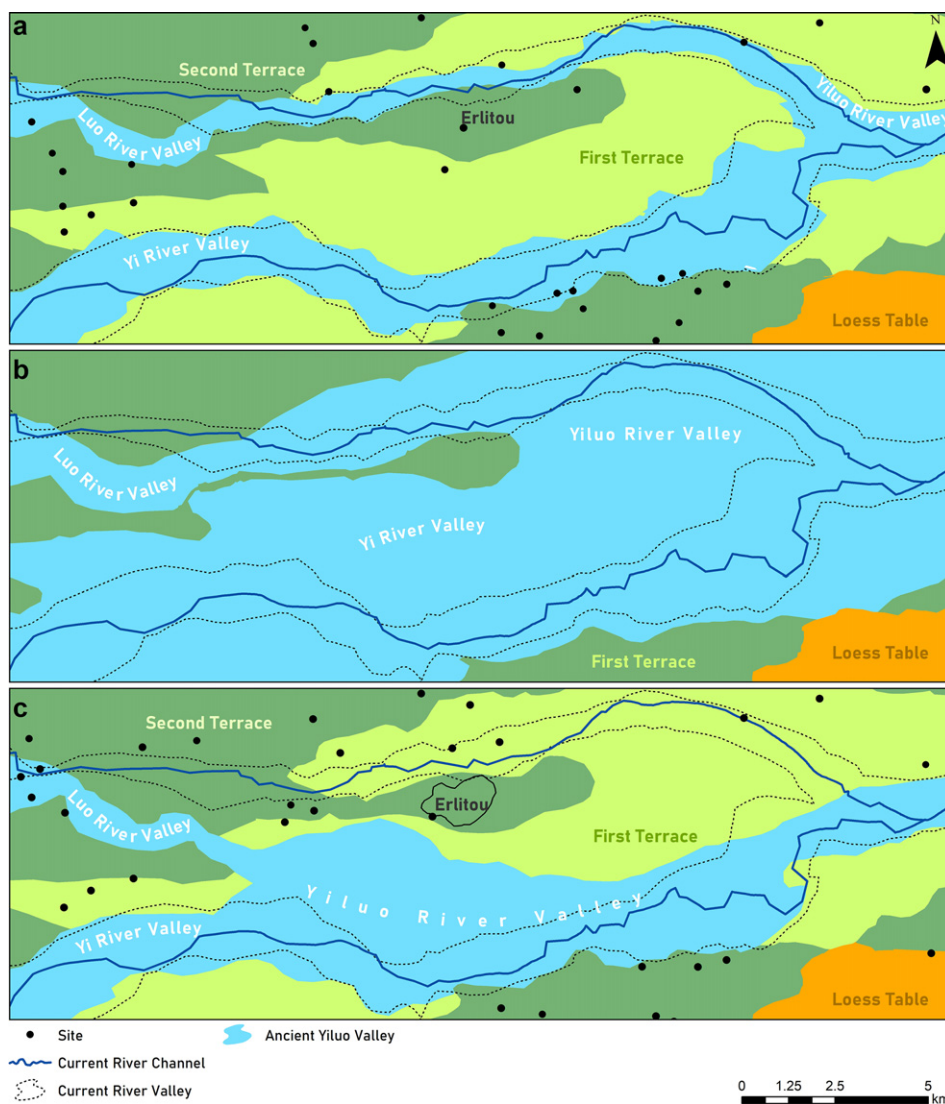 a
N
Second Terrace
Erlitou
Luo River Valley
Yiluo River Valley
First Terrace
Yi River Valley
Loess Table
b
Yiluo River Valley
Luo River Valley
Yi River Valley
First Terrace
Loess Table
c
Second Terrace
Erlitou
Luo River Valley
First Terrace
Yiluo River Valley
Yi River Valley
Loess Table
Site
Ancient Yiluo Valley
Current River Channel
Current River Valley
0 1.25 2.5 5
km